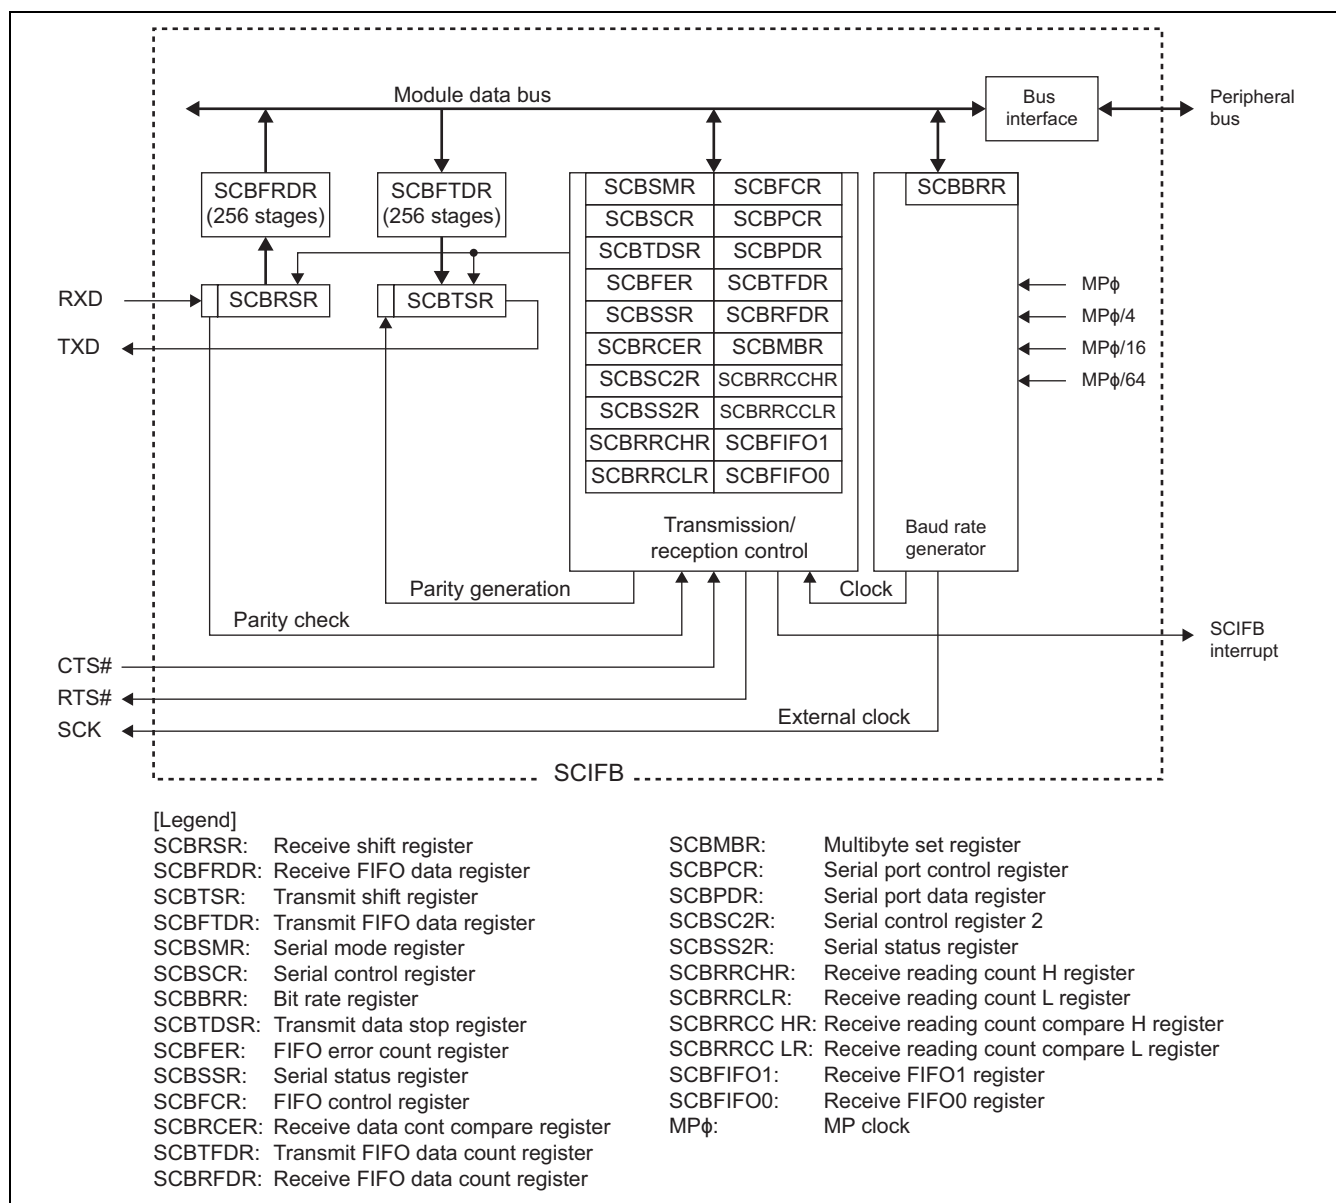 Module data bus
Bus
interface
Peripheral
bus
SCBFRDR
(256 stages)
SCBFTDR
(256 stages)
SCBSMR SCBFCR
SCBSCR SCBPCR
SCBTDSR SCBPDR
SCBFER SCBTFDR
SCBSSR SCBRFDR
SCBRCER SCBMBR
SCBSC2R SCBRRCCHR
SCBSS2R SCBRRCCLR
SCBRRCHR SCBFIFO1
SCBRRCLR SCBFIFO0
Transmission/
reception control
SCBBRR
Baud rate
generator
RXD
SCBRSR
SCBTSR
TXD
MPϕ
MPϕ/4
MPϕ/16
MPϕ/64
Parity generation
Clock
Parity check
SCIFB
interrupt
CTS#
RTS#
SCK
External clock
SCIFB
[Legend]
SCBRSR: Receive shift register
SCBFRDR: Receive FIFO data register
SCBTSR: Transmit shift register
SCBFTDR: Transmit FIFO data register
SCBSMR: Serial mode register
SCBSCR: Serial control register
SCBBRR: Bit rate register
SCBTDSR: Transmit data stop register
SCBFER: FIFO error count register
SCBSSR: Serial status register
SCBFCR: FIFO control register
SCBRCER: Receive data cont compare register
SCBTFDR: Transmit FIFO data count register
SCBRFDR: Receive FIFO data count register
SCBMBR: Multibyte set register
SCBPCR: Serial port control register
SCBPDR: Serial port data register
SCBSC2R: Serial control register 2
SCBSS2R: Serial status register
SCBRRCHR: Receive reading count H register
SCBRRCLR: Receive reading count L register
SCBRRCC HR: Receive reading count compare H register
SCBRRCC LR: Receive reading count compare L register
SCBFIFO1: Receive FIFO1 register
SCBFIFO0: Receive FIFO0 register
MPϕ: MP clock